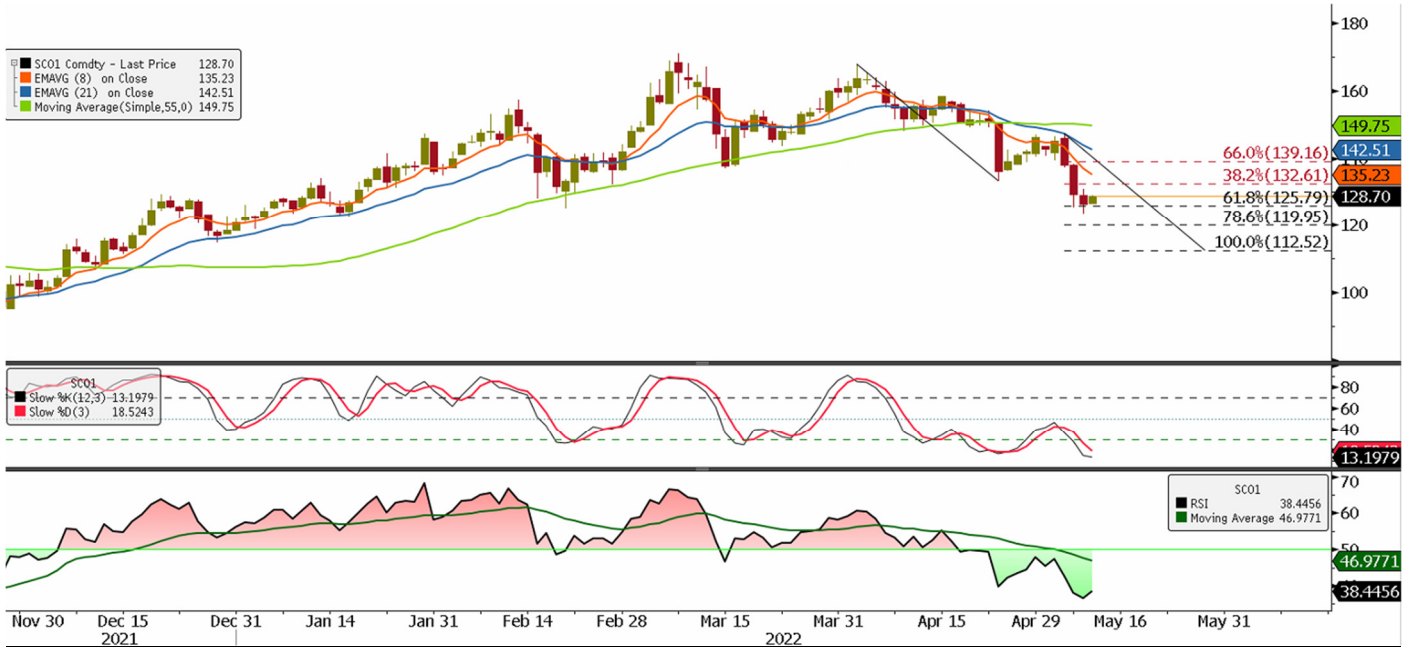 180
SCO1 Comdty - Last Price 128.70
EMAVG (8) on Close 135.23
EMAVG (21) on Close 142.51
Moving Average(Simple,55,0) 149.75
160
149.75
142.51
66.0%(139.16)
135.23
38.2%(132.61)
61.8%(125.79)
128.70
78.6%(119.95)
120
100.0%(112.52)
100
SCO1
Slow %K(12,3) 13.1979
Slow %D(3) 18.5243
80
60
40
13.1979
SCO1
RSI 38.4456
Moving Average 46.9771
70
60
50
46.9771
38.4456
Nov 30 Dec 15 Dec 31 Jan 14 Jan 31 Feb 14 Feb 28 Mar 15 Mar 31 Apr 15 Apr 29 May 16 May 31
2021 2022